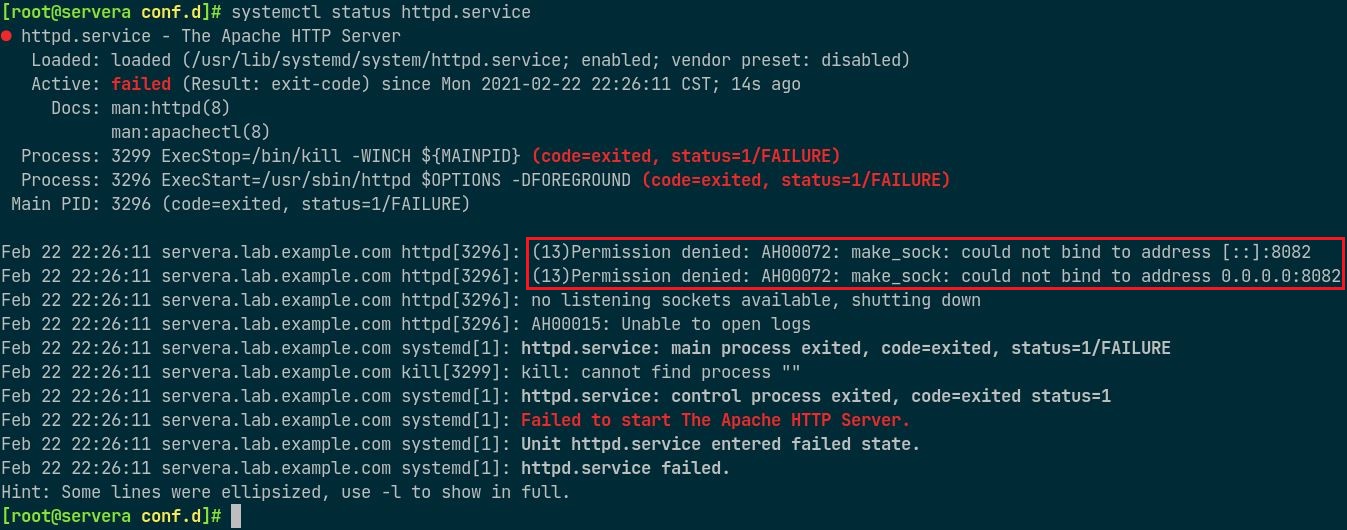 [root@servera conf.d]# systemctl status httpd.service
● httpd.service - The Apache HTTP Server
   Loaded: loaded (/usr/lib/systemd/system/httpd.service; enabled; vendor preset: disabled)
   Active: failed (Result: exit-code) since Mon 2021-02-22 22:26:11 CST; 14s ago
     Docs: man:httpd(8)
           man:apachectl(8)
  Process: 3299 ExecStop=/bin/kill -WINCH ${MAINPID} (code=exited, status=1/FAILURE)
  Process: 3296 ExecStart=/usr/sbin/httpd $OPTIONS -DFOREGROUND (code=exited, status=1/FAILURE)
 Main PID: 3296 (code=exited, status=1/FAILURE)

Feb 22 22:26:11 servera.lab.example.com httpd[3296]: (13)Permission denied: AH00072: make_sock: could not bind to address [::]:8082
Feb 22 22:26:11 servera.lab.example.com httpd[3296]: (13)Permission denied: AH00072: make_sock: could not bind to address 0.0.0.0:8082
Feb 22 22:26:11 servera.lab.example.com httpd[3296]: no listening sockets available, shutting down
Feb 22 22:26:11 servera.lab.example.com httpd[3296]: AH00015: Unable to open logs
Feb 22 22:26:11 servera.lab.example.com systemd[1]: httpd.service: main process exited, code=exited, status=1/FAILURE
Feb 22 22:26:11 servera.lab.example.com kill[3299]: kill: cannot find process ""
Feb 22 22:26:11 servera.lab.example.com systemd[1]: httpd.service: control process exited, code=exited status=1
Feb 22 22:26:11 servera.lab.example.com systemd[1]: Failed to start The Apache HTTP Server.
Feb 22 22:26:11 servera.lab.example.com systemd[1]: Unit httpd.service entered failed state.
Feb 22 22:26:11 servera.lab.example.com systemd[1]: httpd.service failed.
Hint: Some lines were ellipsized, use -l to show in full.
[root@servera conf.d]#